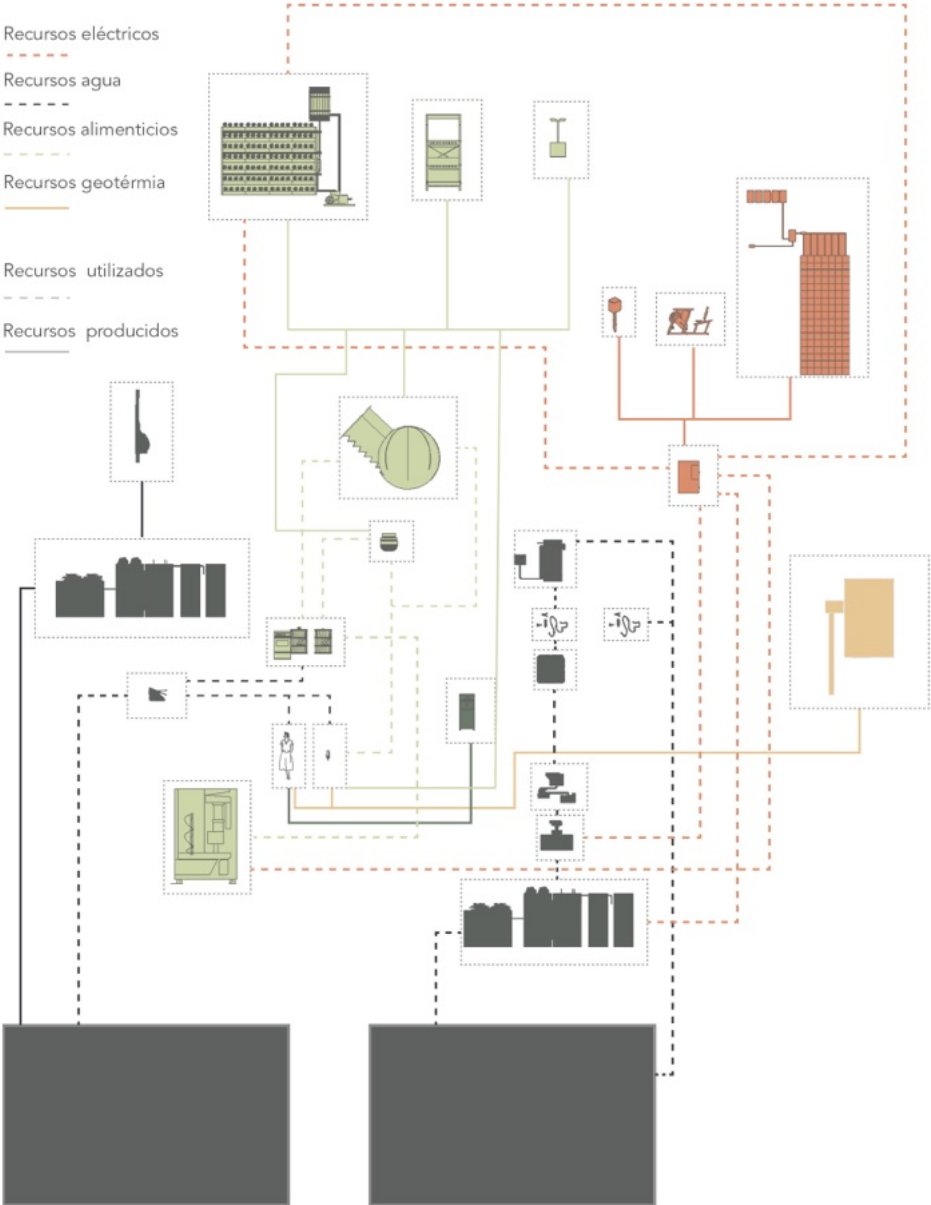 Recursos eléctricos
Recursos agua
Recursos alimenticios
Recursos geotérmia
Recursos utilizados
Recursos producidos